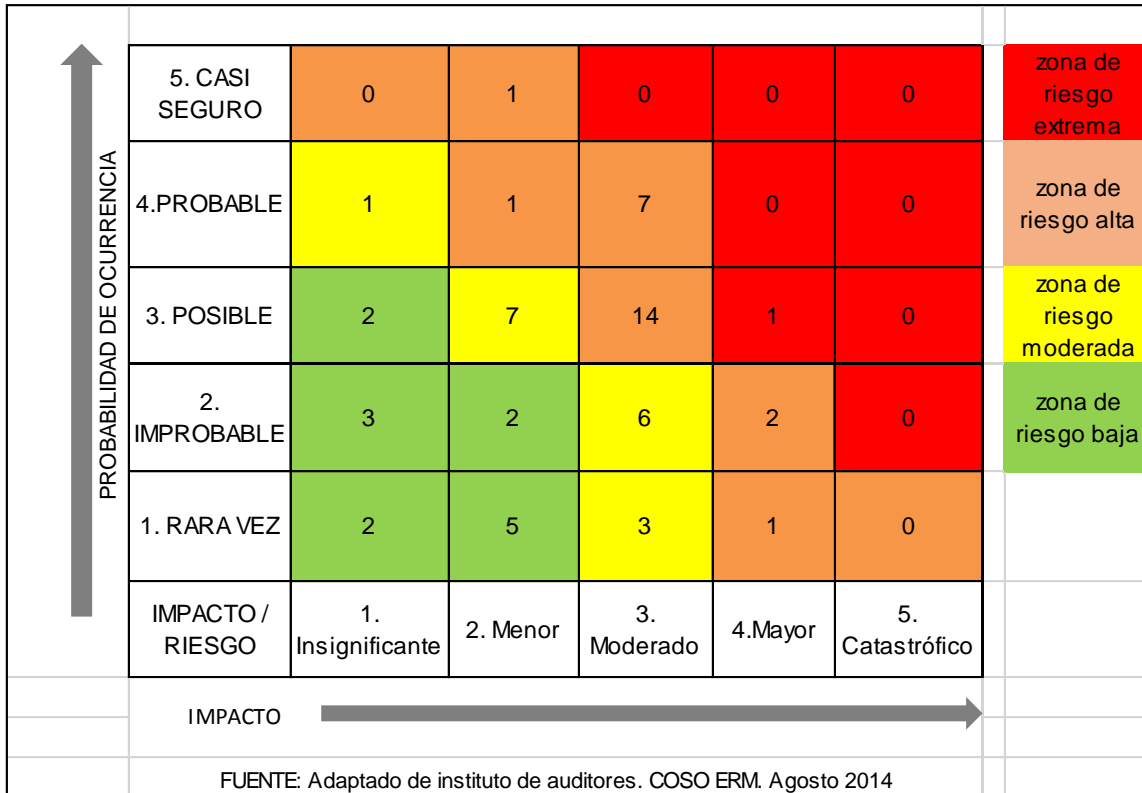 PROBABILIDAD DE OCURRENCIA
5. CASI
SEGURO
0
1
0
0
0
4.PROBABLE
1
1
7
0
0
3. POSIBLE
2
7
14
1
0
2.
IMPROBABLE
3
2
6
2
0
1. RARA VEZ
2
5
3
1
0
IMPACTO /
RIESGO
1.
Insignificante
2. Menor
3.
Moderado
4.Mayor
5.
Catastrófico
IMPACTO
zona de
riesgo
extrema
zona de
riesgo alta
zona de
riesgo
moderada
zona de
riesgo baja
FUENTE: Adaptado de instituto de auditores. COSO ERM. Agosto 2014